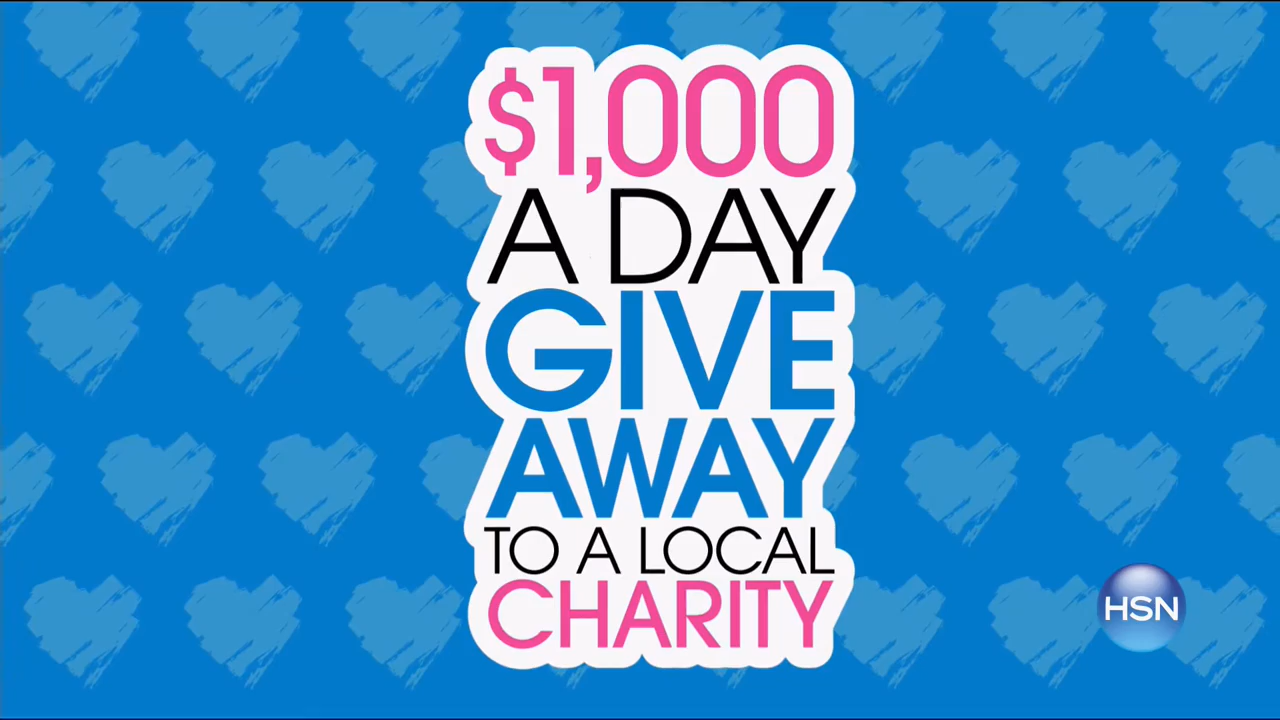 $1,000
A DAY
GIVE
AWAY
TO A LOCAL
CHARITY
HSN